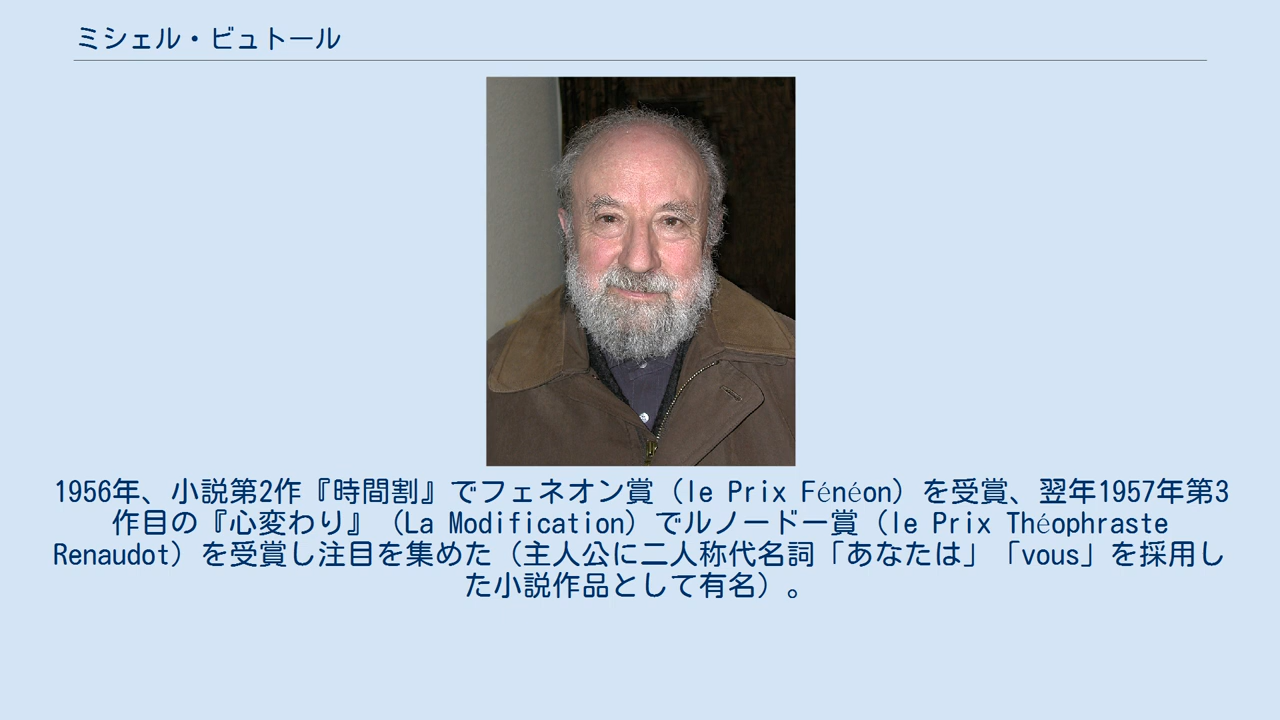 ミシェル・ビュトール
1956年、小説第2作『時間割』でフェネオン賞（le Prix Fénéon）を受賞、翌年1957年第3
作目の『心変わり』（La Modification）でルノードー賞（le Prix Théophraste
Renaudot）を受賞し注目を集めた（主人公に二人称代名詞「あなたは」「vous」を採用し
た小説作品として有名）。